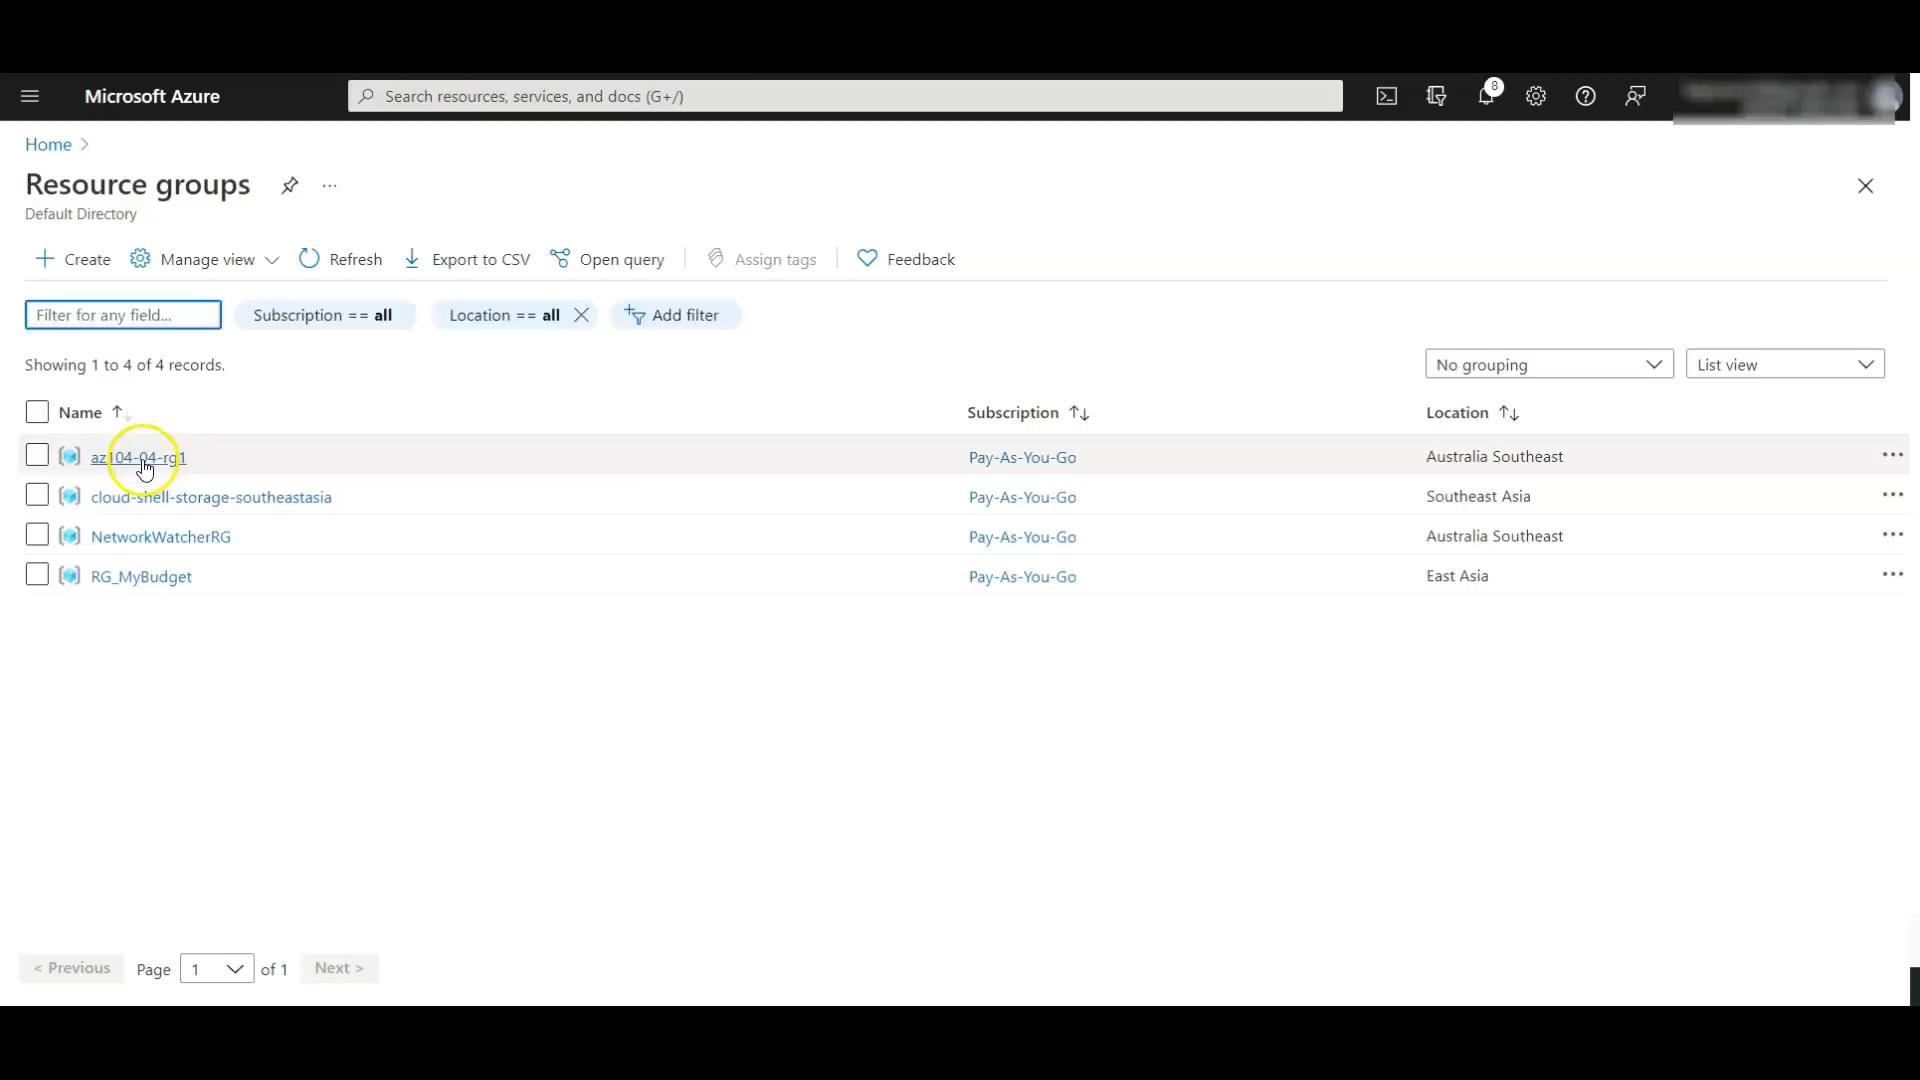 Microsoft Azure Search resources, services, and docs (G+/) 8
Home >
Resource groups ...
Default Directory
Create Manage view Refresh Export to CSV Open query Assign tags Feedback
Filter for any field... Subscription == all Location == all Add filter
Showing 1 to 4 of 4 records. No grouping List view
Name Subscription Location
az104-04-rg1 Pay-As-You-Go Australia Southeast
cloud-shell-storage-southeastasia Pay-As-You-Go Southeast Asia
NetworkWatcherRG Pay-As-You-Go Australia Southeast
RG_MyBudget Pay-As-You-Go East Asia
< Previous Page 1 of 1 Next >